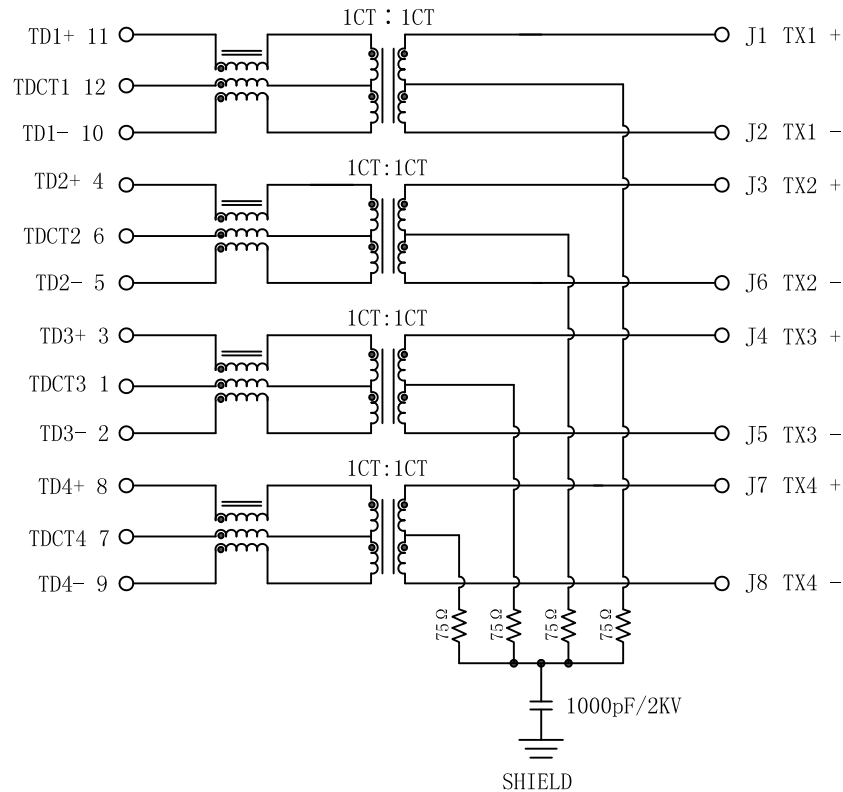 1CT : 1CT
TD1+ 11
J1 TX1 +
TDCT1 12
TD1- 10
J2 TX1 -
1CT:1CT
TD2+ 4
J3 TX2 +
TDCT2 6
TD2- 5
J6 TX2 -
1CT:1CT
TD3+ 3
J4 TX3 +
TDCT3 1
TD3- 2
J5 TX3 -
1CT:1CT
TD4+ 8
J7 TX4 +
TDCT4 7
TD4- 9
J8 TX4 -
75Ω
75Ω
75Ω
75Ω
1000pF/2KV
SHIELD